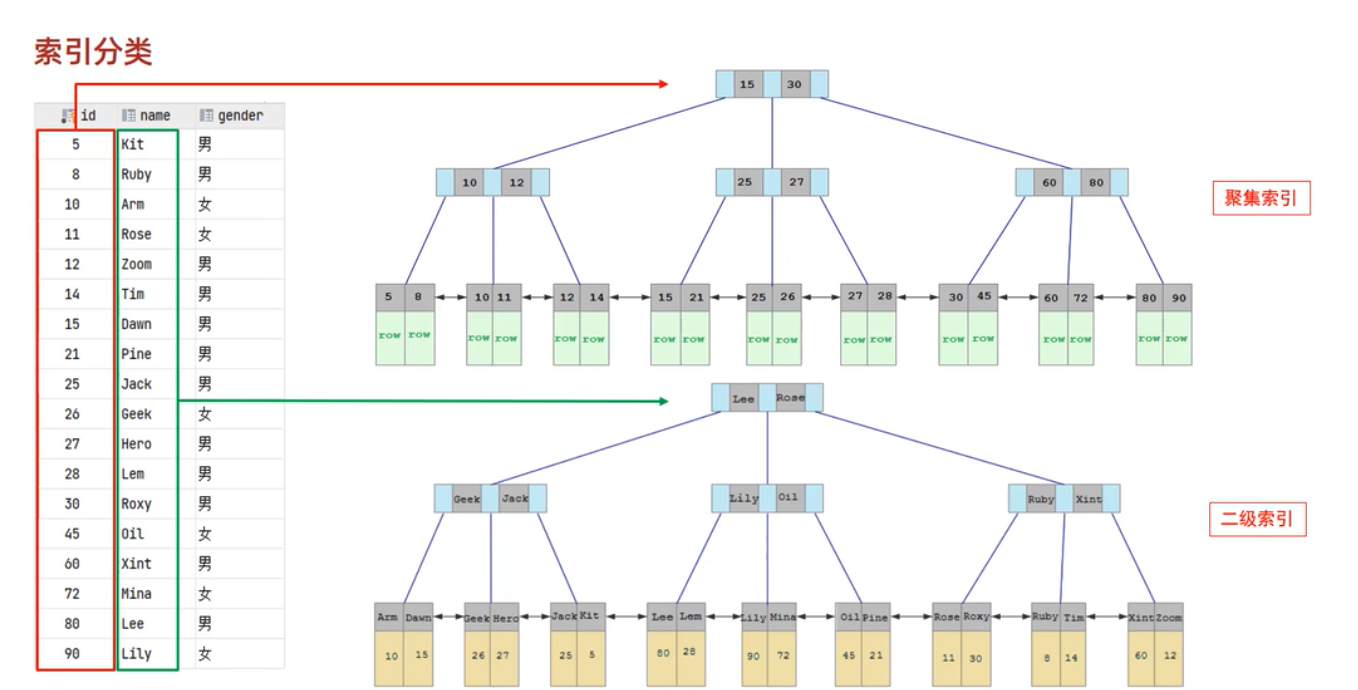 索引分类
id name gender
5 Kit 男
8 Ruby 男
10 Arm 女
11 Rose 女
12 Zoom 男
14 Tim 男
15 Dawn 男
21 Pine 男
25 Jack 男
26 Geek 女
27 Hero 男
28 Lem 男
30 Roxy 男
45 Oil 女
60 Xint 男
72 Mina 女
80 Lee 男
90 Lily 女
15 30
10 12 25 27 60 80
聚集索引
5 8 10 11 12 14 15 21 25 26 27 28 30 45 60 72 80 90
row row row row row row row row row row row row row row row row row row
Lee Rose
Geek Jack Lily Oil Ruby Xint
二级索引
Arm Dawn Geek Hero Jack Kit Lee Lem Lily Mina Oil Pine Rose Roxy Ruby Tim Xint Zoom
10 15 26 27 25 5 80 28 90 72 45 21 11 30 8 14 60 12